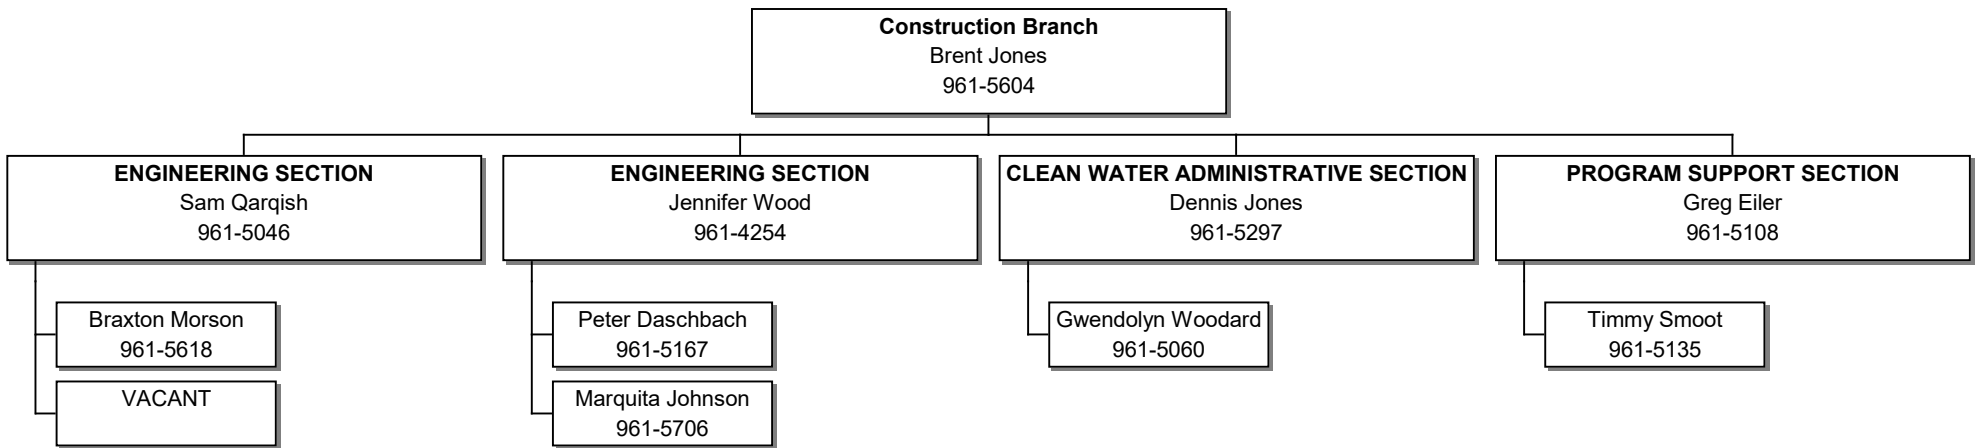 Construction Branch
Brent Jones
961-5604
ENGINEERING SECTION
Sam Qarqish
961-5046
ENGINEERING SECTION
Jennifer Wood
961-4254
CLEAN WATER ADMINISTRATIVE SECTION
Dennis Jones
961-5297
PROGRAM SUPPORT SECTION
Greg Eiler
961-5108
Braxton Morson
961-5618
VACANT
Peter Daschbach
961-5167
Marquita Johnson
961-5706
Gwendolyn Woodard
961-5060
Timmy Smoot
961-5135